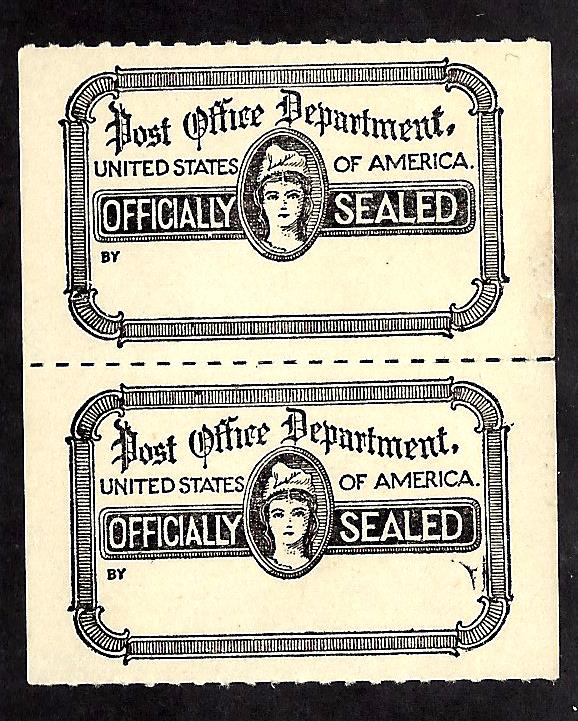 Post Office Department.
UNITED STATES OF AMERICA.
OFFICIALLY SEALED
BY
Post Office Department.
UNITED STATES OF AMERICA.
OFFICIALLY SEALED
BY